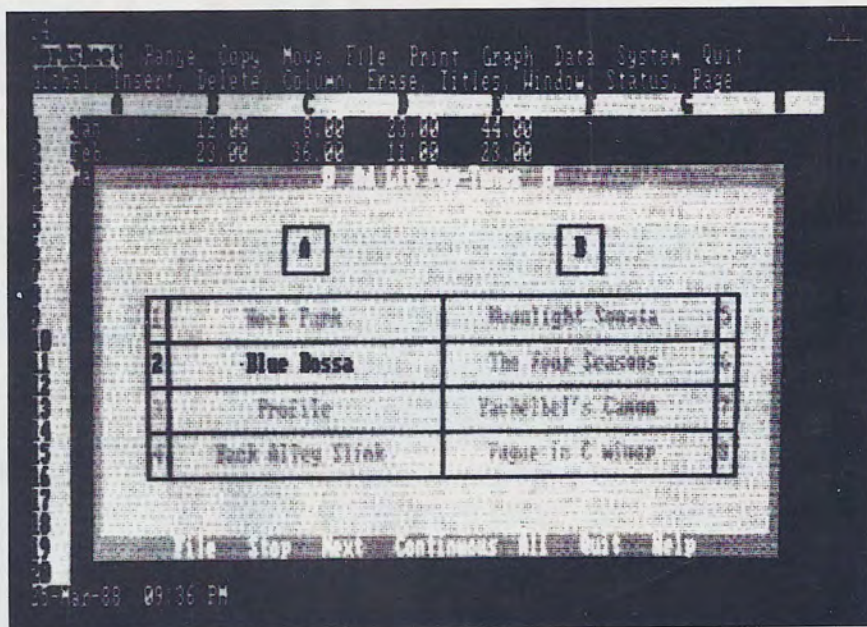 Range Copy Move File Print Graph Data System Quit
Global, Insert, Delete, Column, Erase, Titles, Window, Status, Page
Jan 12.00 8.00 23.00 44.00
Feb 23.00 36.00 11.00 23.00
A B
1 Moonlight Sonata 5
2 Blue Bossa The Four Seasons 6
3 Profile Pachelbel's Canon 7
4 Back Alley Slink Fugue in C minor 8
File Stop Next Continuous All Quit Help
-Mar-88 09:36 PM